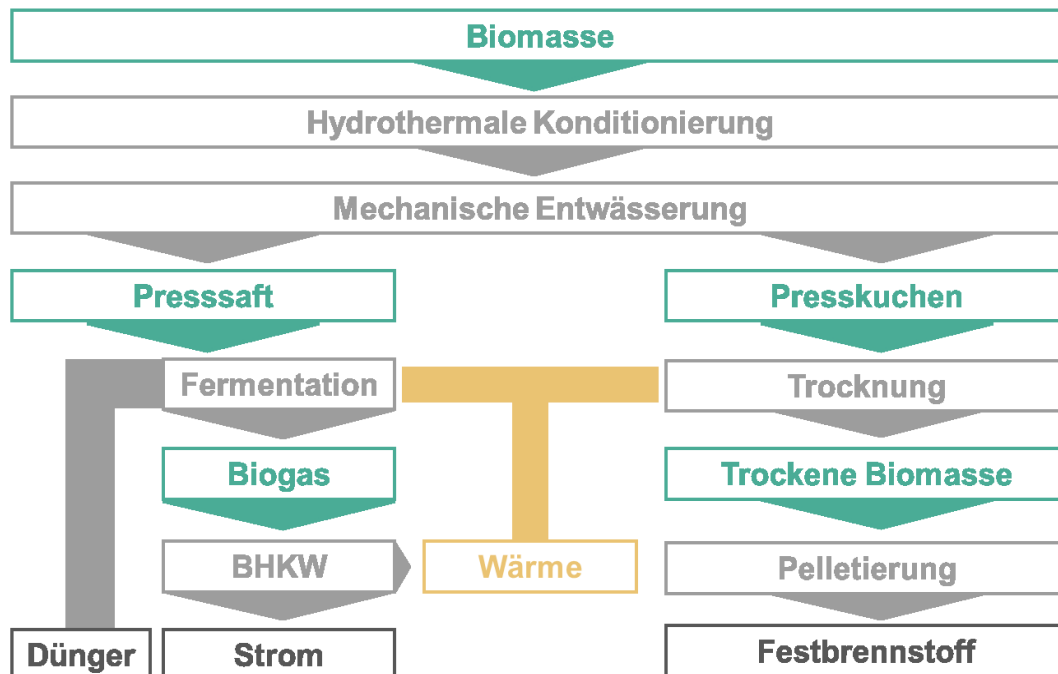 Biomasse
Hydrothermale Konditionierung
Mechanische Entwässerung
Presssaft
Presskuchen
Fermentation
Trocknung
Biogas
Trockene Biomasse
BHKW
Wärme
Pelletierung
Dünger
Strom
Festbrennstoff